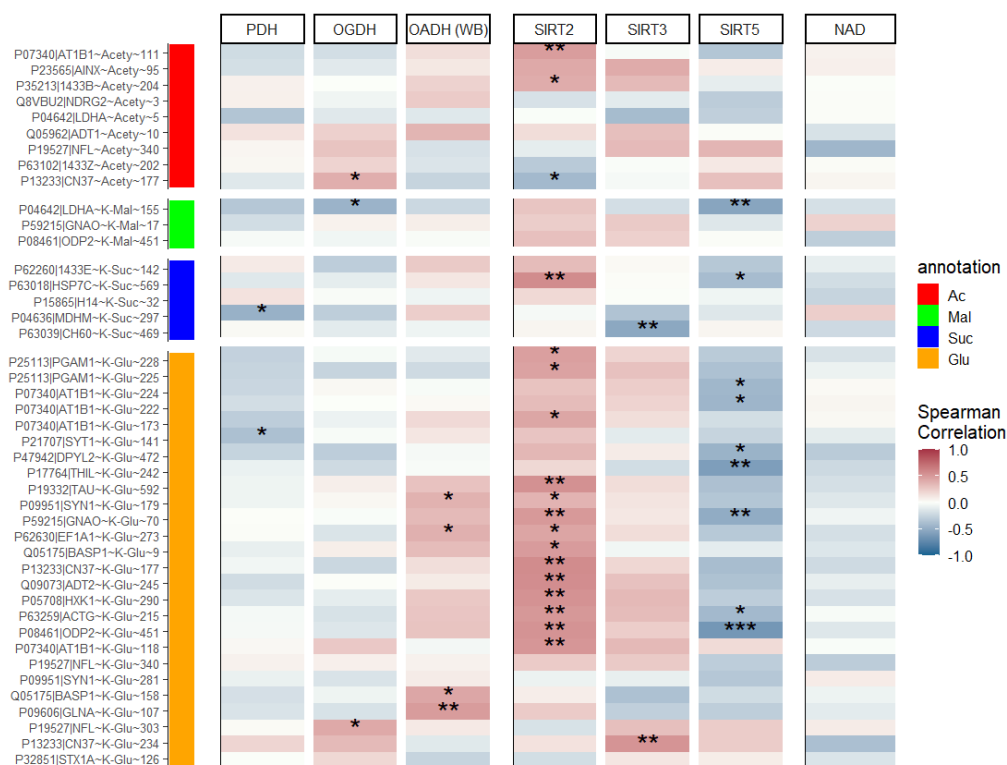 PDH OGDH OADH (WB) SIRT2 SIRT3 SIRT5 NAD
P07340|AT1B1~Acety~111 **
P23565|AINX~Acety~95
P35213|1433B~Acety~204 *
Q8VBU2|NDRG2~Acety~3
P04642|LDHA~Acety~5
Q05962|ADT1~Acety~10
P19527|NFL~Acety~340
P63102|1433Z~Acety~202
P13233|CN37~Acety~177 * *
P04642|LDHA~K-Mal~155 * **
P59215|GNAO~K-Mal~17
P08461|ODP2~K-Mal~451
P62260|1433E~K-Suc~142
P63018|HSP7C~K-Suc~569 ** *
P15865|H14~K-Suc~32
P04636|MDHM~K-Suc~297 *
P63039|CH60~K-Suc~469 **
P25113|PGAM1~K-Glu~228 *
P25113|PGAM1~K-Glu~225 *
P07340|AT1B1~K-Glu~224 *
P07340|AT1B1~K-Glu~222 *
P07340|AT1B1~K-Glu~173 *
P21707|SYT1~K-Glu~141 *
P47942|DPYL2~K-Glu~472 *
P17764|THIL~K-Glu~242 **
P19332|TAU~K-Glu~592 **
P09951|SYN1~K-Glu~179 * *
P59215|GNAO~K-Glu~70 ** **
P62630|EF1A1~K-Glu~273 * *
Q05175|BASP1~K-Glu~9 *
P13233|CN37~K-Glu~177 **
Q09073|ADT2~K-Glu~245 **
P05708|HXK1~K-Glu~290 **
P63259|ACTG~K-Glu~215 ** *
P08461|ODP2~K-Glu~451 ** ***
P07340|AT1B1~K-Glu~118 **
P19527|NFL~K-Glu~340
P09951|SYN1~K-Glu~281
Q05175|BASP1~K-Glu~158 *
P09606|GLNA~K-Glu~107 **
P19527|NFL~K-Glu~303 *
P13233|CN37~K-Glu~234 **
P32851|STX1A~K-Glu~126
annotation
Ac
Mal
Suc
Glu
Spearman
Correlation
1.0
0.5
0.0
-0.5
-1.0